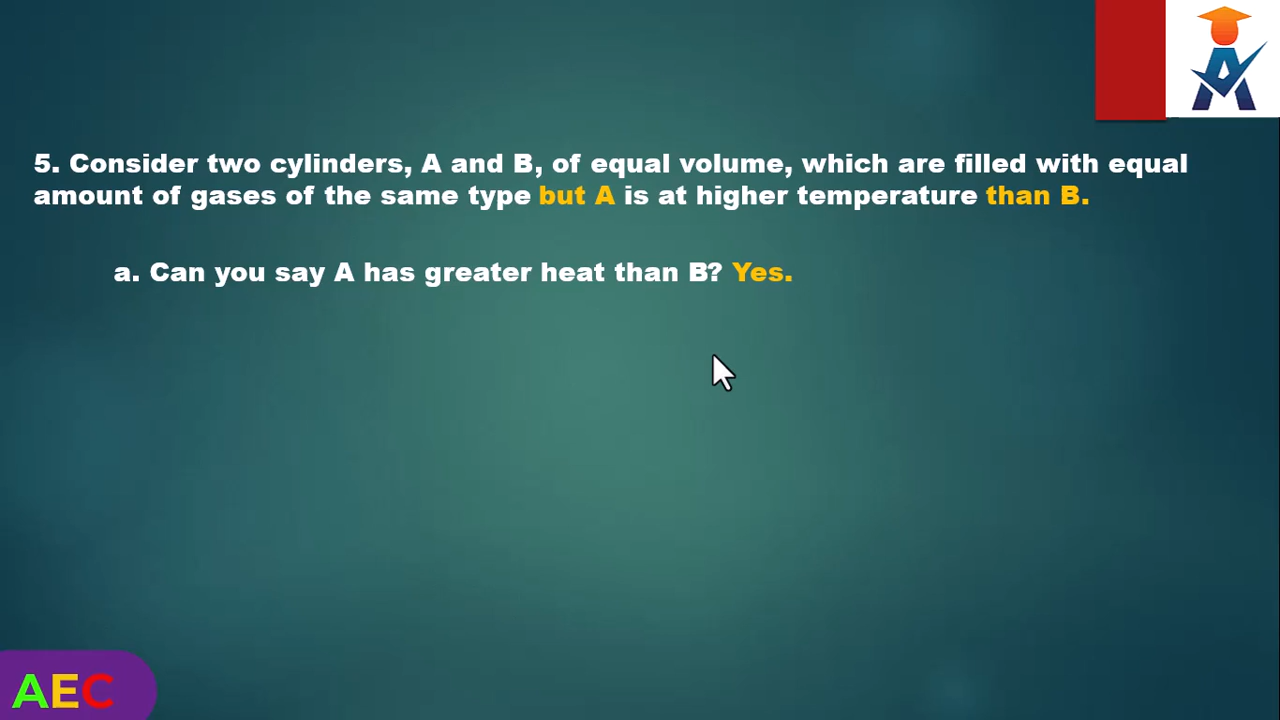 5. Consider two cylinders, A and B, of equal volume, which are filled with equal
amount of gases of the same type but A is at higher temperature than B.
a. Can you say A has greater heat than B? Yes.
AEC